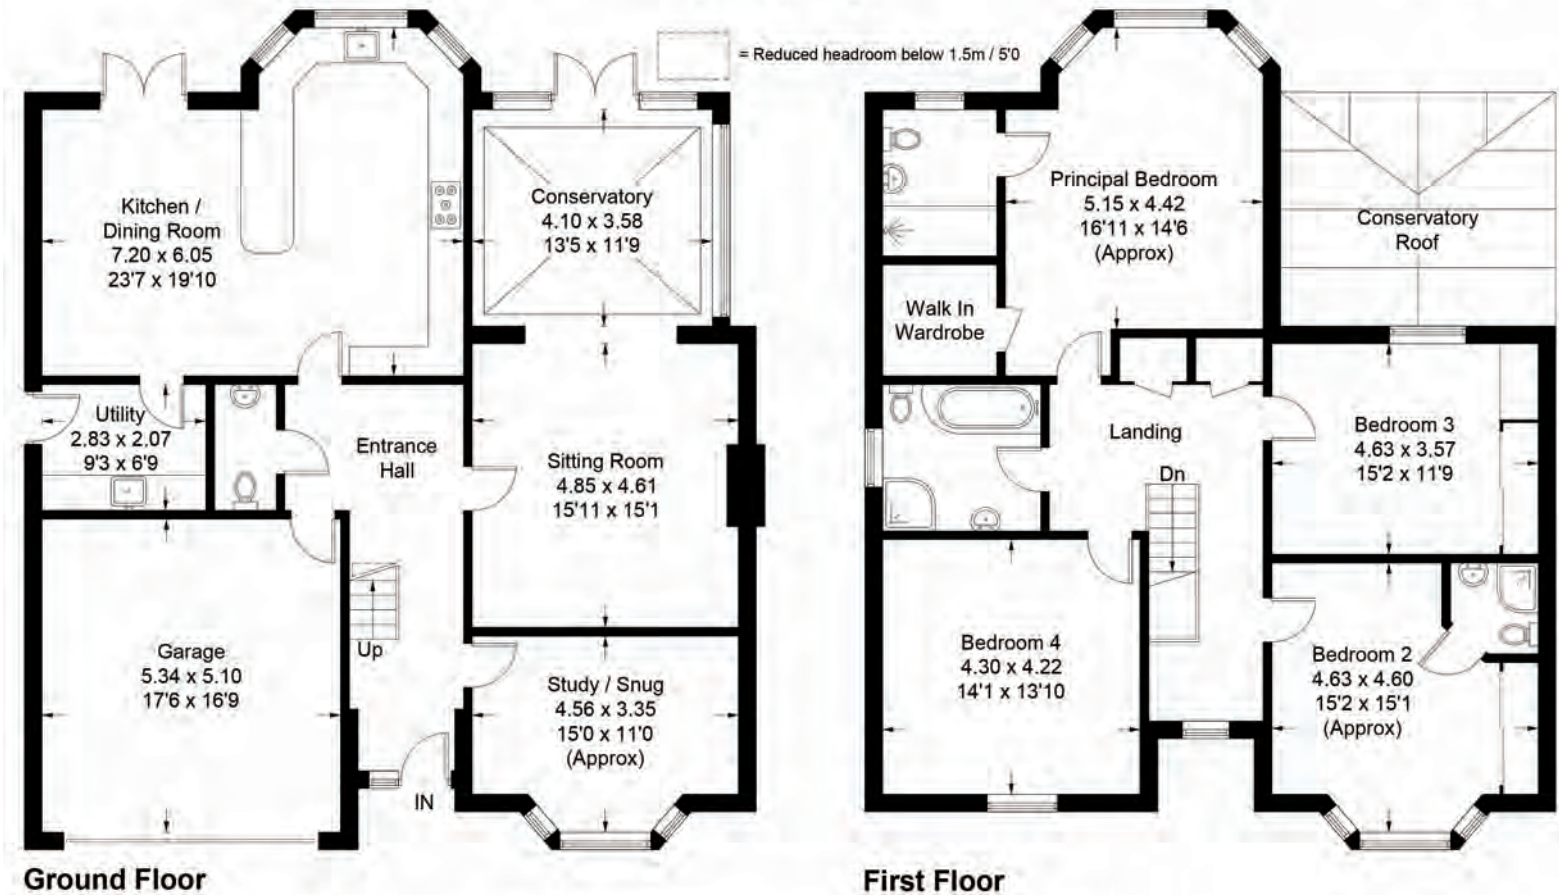 = Reduced headroom below 1.5m / 5'0
Kitchen /
Dining Room
7.20 x 6.05
23'7 x 19'10
Conservatory
4.10 x 3.58
13'5 x 11'9
Utility
2.83 x 2.07
9'3 x 6'9
Entrance
Hall
Sitting Room
4.85 x 4.61
15'11 x 15'1
Garage
5.34 x 5.10
17'6 x 16'9
Up
Study / Snug
4.56 x 3.35
15'0 x 11'0
(Approx)
IN
Ground Floor
Principal Bedroom
5.15 x 4.42
16'11 x 14'6
(Approx)
Conservatory
Roof
Walk In
Wardrobe
Landing
Dn
Bedroom 3
4.63 x 3.57
15'2 x 11'9
Bedroom 4
4.30 x 4.22
14'1 x 13'10
Bedroom 2
4.63 x 4.60
15'2 x 15'1
(Approx)
First Floor